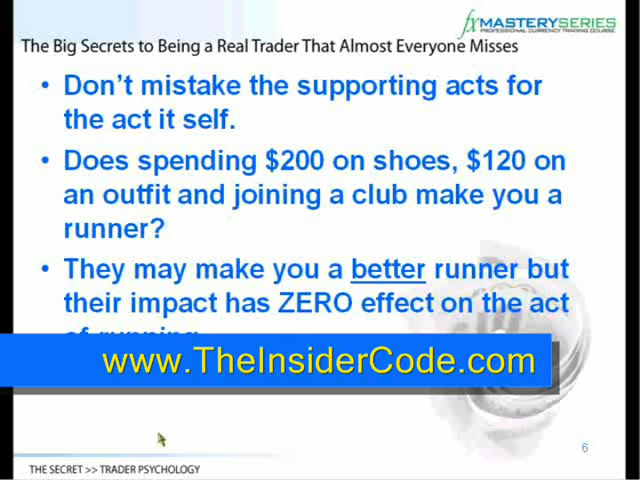 fx MASTERYSERIES
PROFESSIONAL CURRENCY TRADING COURSE
The Big Secrets to Being a Real Trader That Almost Everyone Misses
• Don't mistake the supporting acts for
the act it self.
• Does spending $200 on shoes, $120 on
an outfit and joining a club make you a
runner?
• They may make you a better runner but
their impact has ZERO effect on the act
of running
www.TheInsiderCode.com
6
THE SECRET >> TRADER PSYCHOLOGY